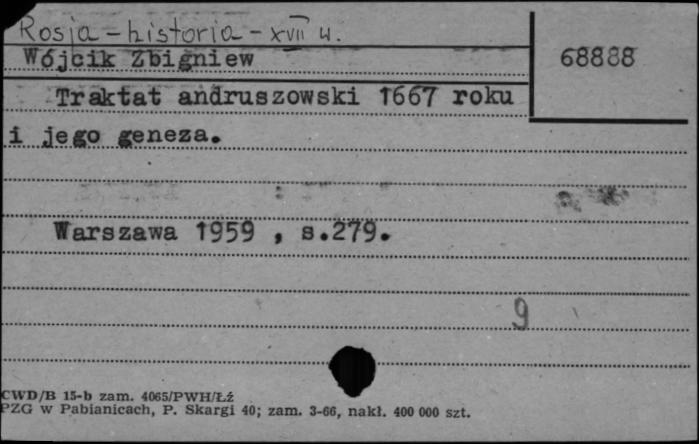 Rosja - historia - XVII w.
Wójcik Zbigniew
68888
Traktat andruszowski 1667 roku
i jego geneza.
Warszawa 1959 , s.279.
9
CWD/B 15-b zam. 4065/PWH/Łź
PZG w Pabianicach, P. Skargi 40; zam. 3-66, nakł. 400 000 szt.